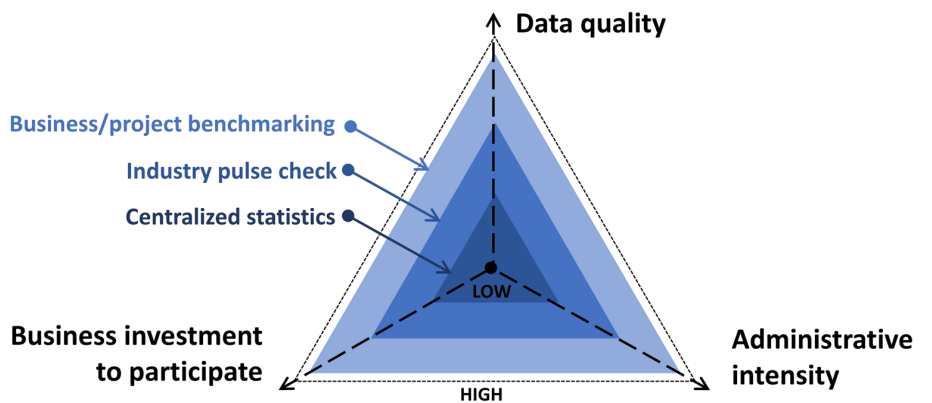 Data quality
Business/project benchmarking
Industry pulse check
Centralized statistics
LOW
Business investment
to participate
Administrative
intensity
HIGH